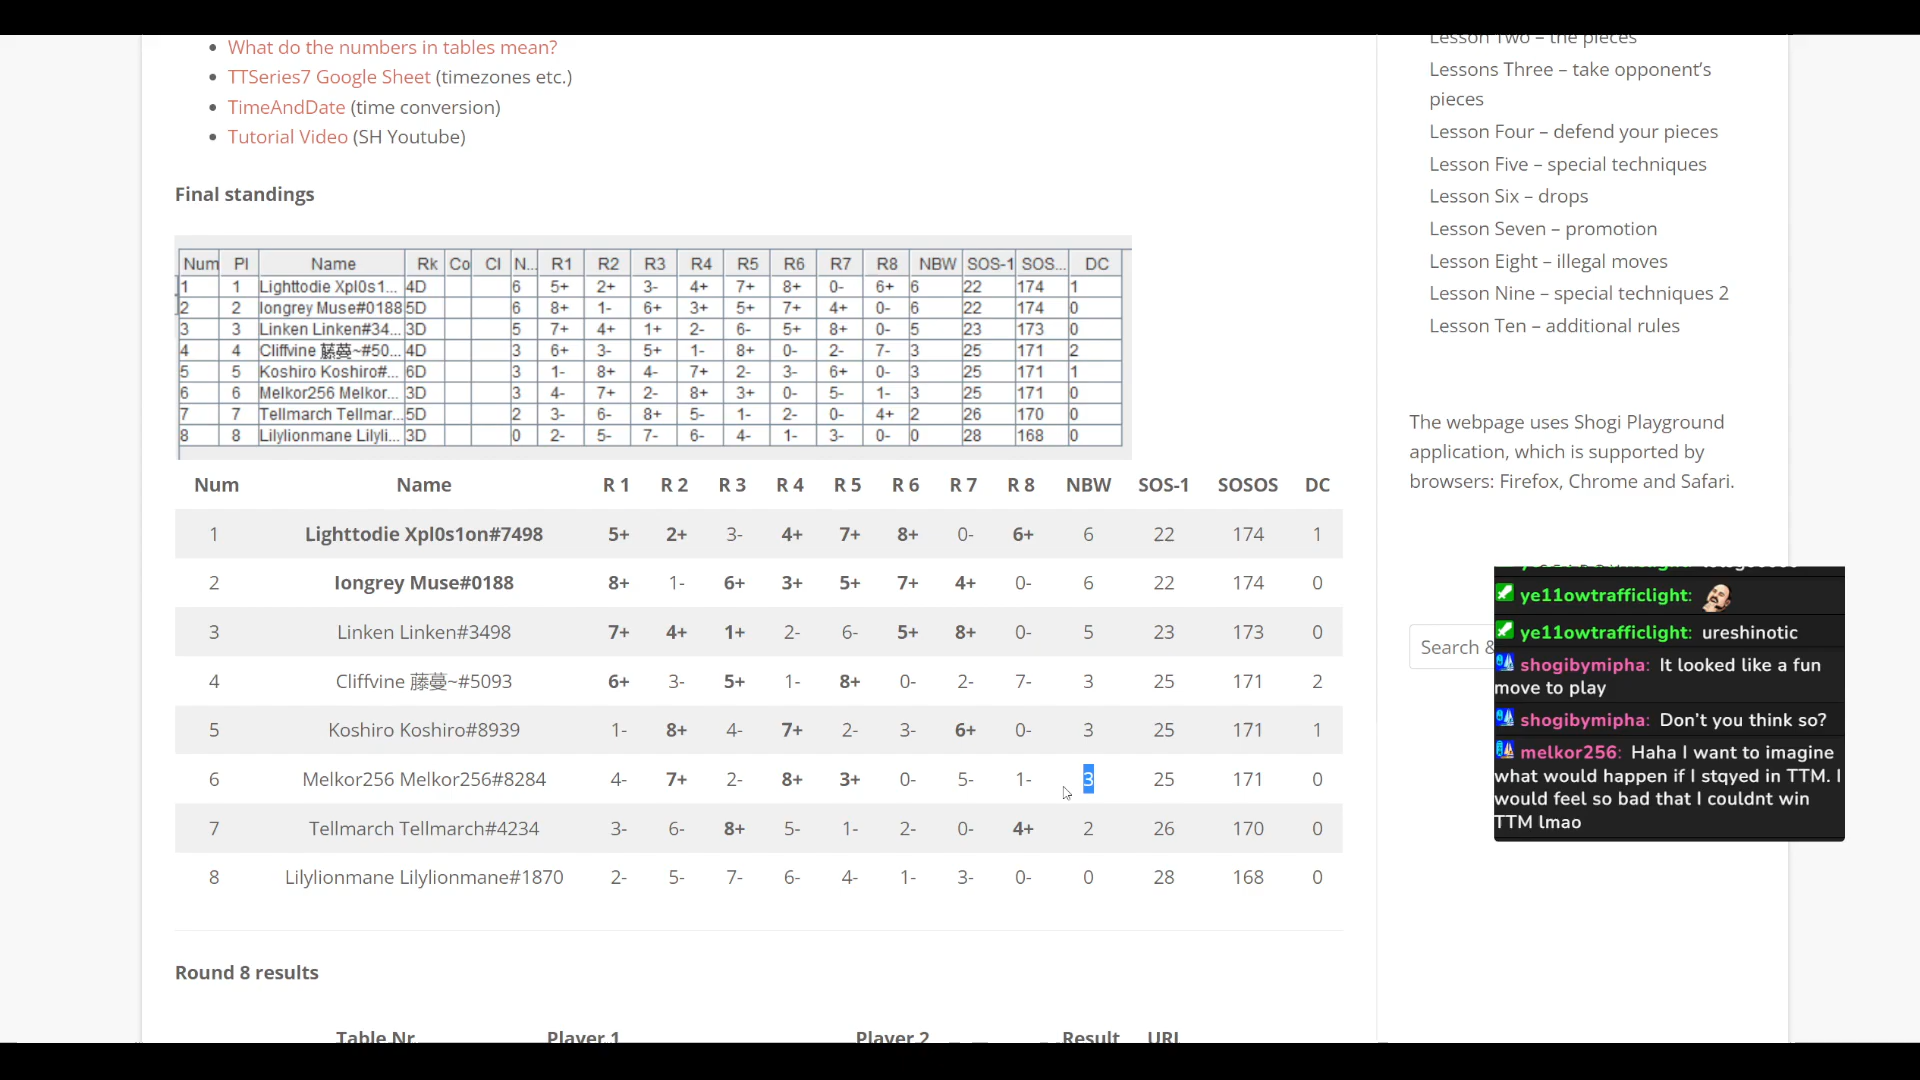 What do the numbers in tables mean?
TTSeries7 Google Sheet (timezones etc.)
TimeAndDate (time conversion)
Tutorial Video (SH Youtube)
Final standings
Num Pl Name Rk Co Cl N... R1 R2 R3 R4 R5 R6 R7 R8 NBW SOS-1 SOS... DC
1 1 Lighttodie Xpl0s1... 4D 6 5+ 2+ 3- 4+ 7+ 8+ 0- 6+ 6 22 174 1
2 2 Iongrey Muse#0188 5D 6 8+ 1- 6+ 3+ 5+ 7+ 4+ 0- 6 22 174 0
3 3 Linken Linken#34... 3D 5 7+ 4+ 1+ 2- 6- 5+ 8+ 0- 5 23 173 0
4 4 Cliffvine 藤蔓~#50... 4D 3 6+ 3- 5+ 1- 8+ 0- 2- 7- 3 25 171 2
5 5 Koshiro Koshiro#... 6D 3 1- 8+ 4- 7+ 2- 3- 6+ 0- 3 25 171 1
6 6 Melkor256 Melkor... 3D 3 4- 7+ 2- 8+ 3+ 0- 5- 1- 3 25 171 0
7 7 Tellmarch Tellmar... 5D 2 3- 6- 8+ 5- 1- 2- 0- 4+ 2 26 170 0
8 8 Lilylionmane Lilyli... 3D 0 2- 5- 7- 6- 4- 1- 3- 0- 0 28 168 0
Num Name R 1 R 2 R 3 R 4 R 5 R 6 R 7 R 8 NBW SOS-1 SOSOS DC
1 Lighttodie Xpl0s1on#7498 5+ 2+ 3- 4+ 7+ 8+ 0- 6+ 6 22 174 1
2 Iongrey Muse#0188 8+ 1- 6+ 3+ 5+ 7+ 4+ 0- 6 22 174 0
3 Linken Linken#3498 7+ 4+ 1+ 2- 6- 5+ 8+ 0- 5 23 173 0
4 Cliffvine 藤蔓~#5093 6+ 3- 5+ 1- 8+ 0- 2- 7- 3 25 171 2
5 Koshiro Koshiro#8939 1- 8+ 4- 7+ 2- 3- 6+ 0- 3 25 171 1
6 Melkor256 Melkor256#8284 4- 7+ 2- 8+ 3+ 0- 5- 1- 3 25 171 0
7 Tellmarch Tellmarch#4234 3- 6- 8+ 5- 1- 2- 0- 4+ 2 26 170 0
8 Lilylionmane Lilylionmane#1870 2- 5- 7- 6- 4- 1- 3- 0- 0 28 168 0
Round 8 results
Table Nr. Player 1 Player 2 Result URL
Lesson Two – the pieces
Lessons Three – take opponent's
pieces
Lesson Four – defend your pieces
Lesson Five – special techniques
Lesson Six – drops
Lesson Seven – promotion
Lesson Eight – illegal moves
Lesson Nine – special techniques 2
Lesson Ten – additional rules
The webpage uses Shogi Playground
application, which is supported by
browsers: Firefox, Chrome and Safari.
Search &
ye11owtrafficlight:
ye11owtrafficlight: ureshinotic
shogibymipha: It looked like a fun
move to play
shogibymipha: Don't you think so?
melkor256: Haha I want to imagine
what would happen if I stqyed in TTM. I
would feel so bad that I couldnt win
TTM lmao